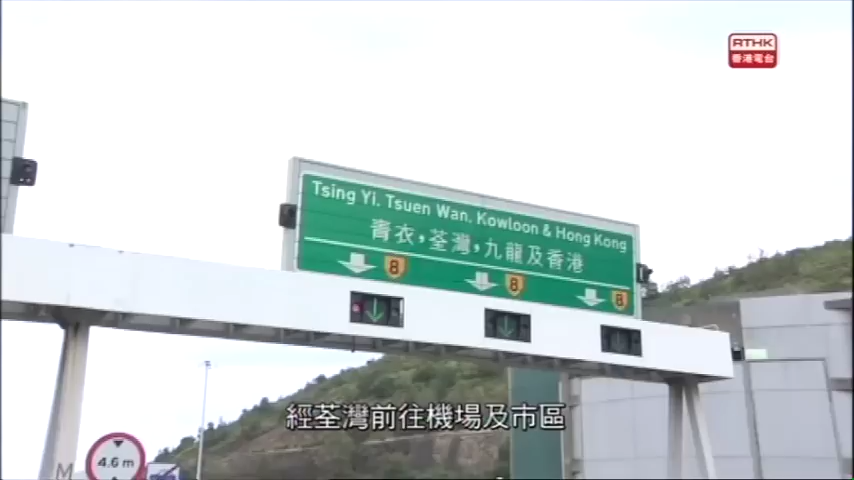 RTHK
香港電台
Tsing Yi, Tsuen Wan, Kowloon & Hong Kong
青衣，荃灣，九龍及香港
8
8
8
經荃灣前往機場及市區
4.6 m
M